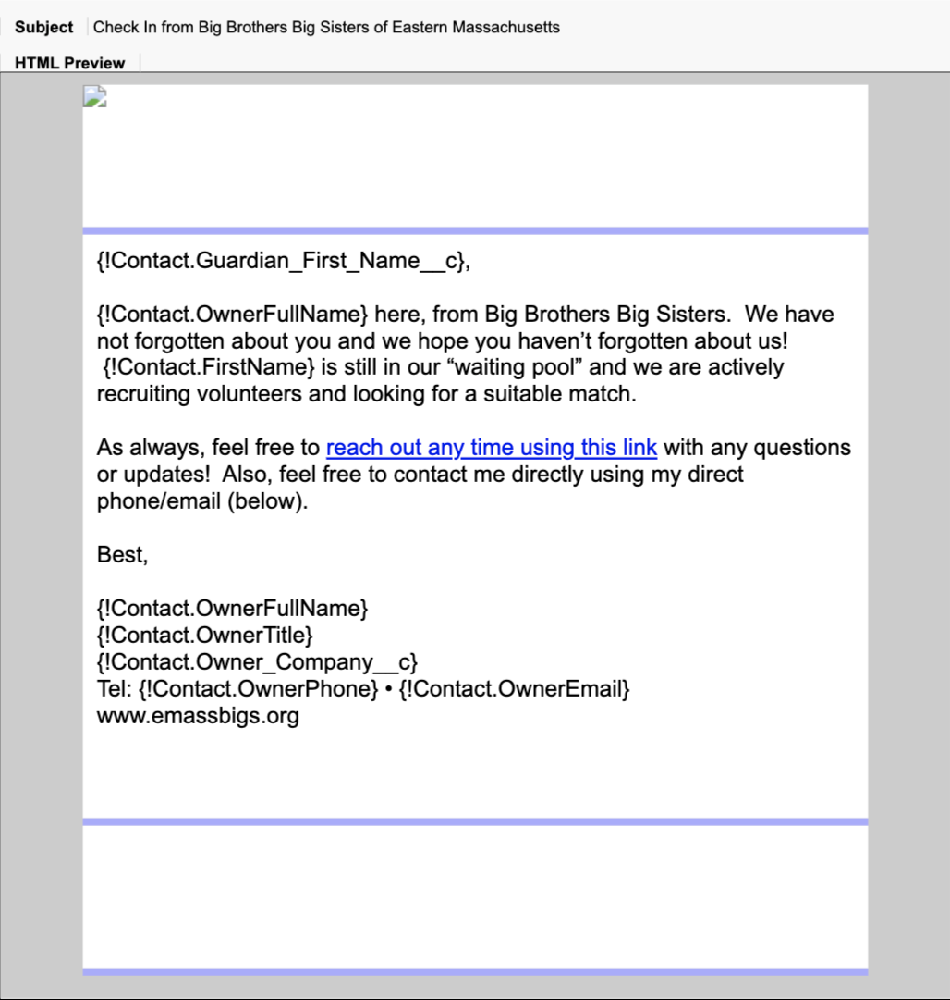 Subject Check In from Big Brothers Big Sisters of Eastern Massachusetts
HTML Preview
{!Contact.Guardian_First_Name__c},
{!Contact.OwnerFullName} here, from Big Brothers Big Sisters.  We have
not forgotten about you and we hope you haven’t forgotten about us!
{!Contact.FirstName} is still in our “waiting pool” and we are actively
recruiting volunteers and looking for a suitable match.
As always, feel free to reach out any time using this link with any questions
or updates!  Also, feel free to contact me directly using my direct
phone/email (below).
Best,
{!Contact.OwnerFullName}
{!Contact.OwnerTitle}
{!Contact.Owner_Company__c}
Tel: {!Contact.OwnerPhone} • {!Contact.OwnerEmail}
www.emassbigs.org